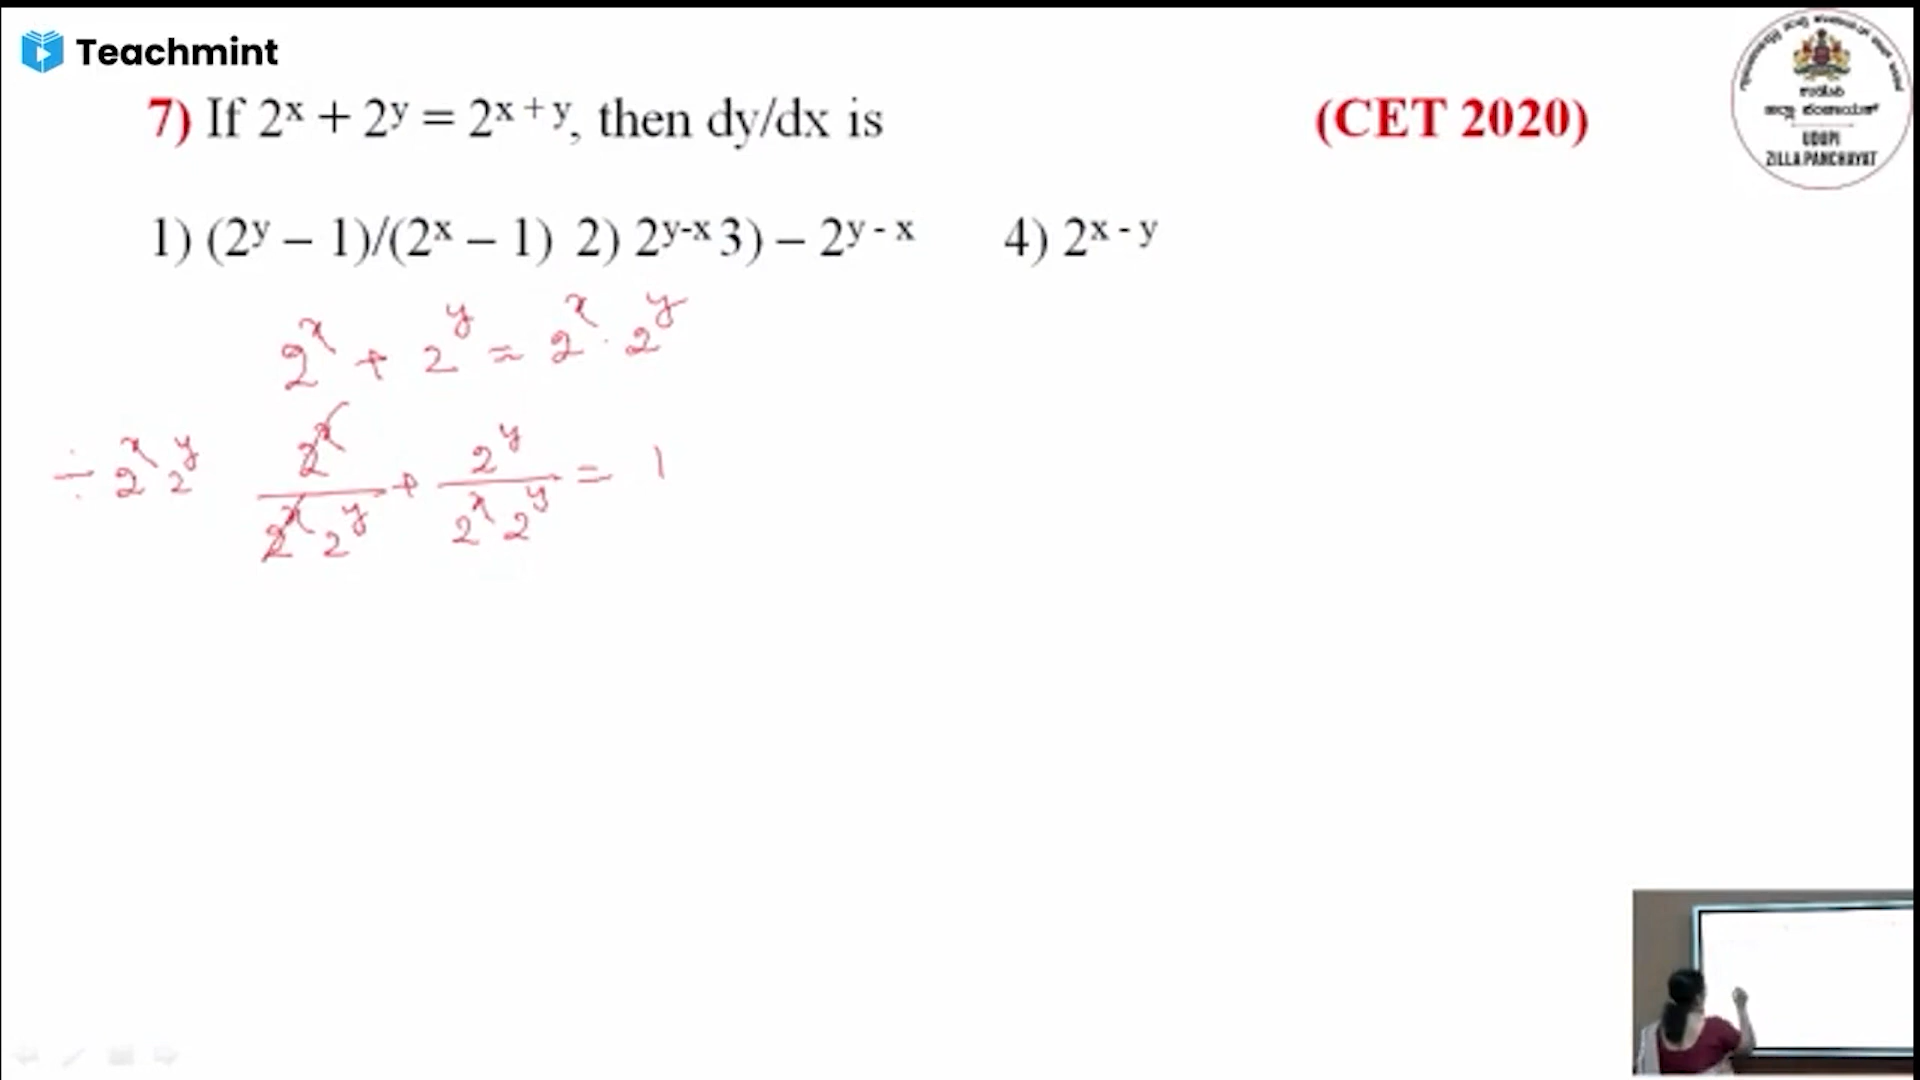 Teachmint
7) If 2ˣ + 2ʸ = 2ˣ⁺ʸ, then dy/dx is (CET 2020)
1) (2ʸ – 1)/(2ˣ – 1) 2) 2ʸ⁻ˣ 3) – 2ʸ⁻ˣ 4) 2ˣ⁻ʸ
2ˣ + 2ʸ = 2ˣ · 2ʸ
÷ 2ˣ 2ʸ 2ˣ/(2ˣ 2ʸ) + 2ʸ/(2ˣ 2ʸ) = 1
UDUPI
ZILLA PANCHAYAT